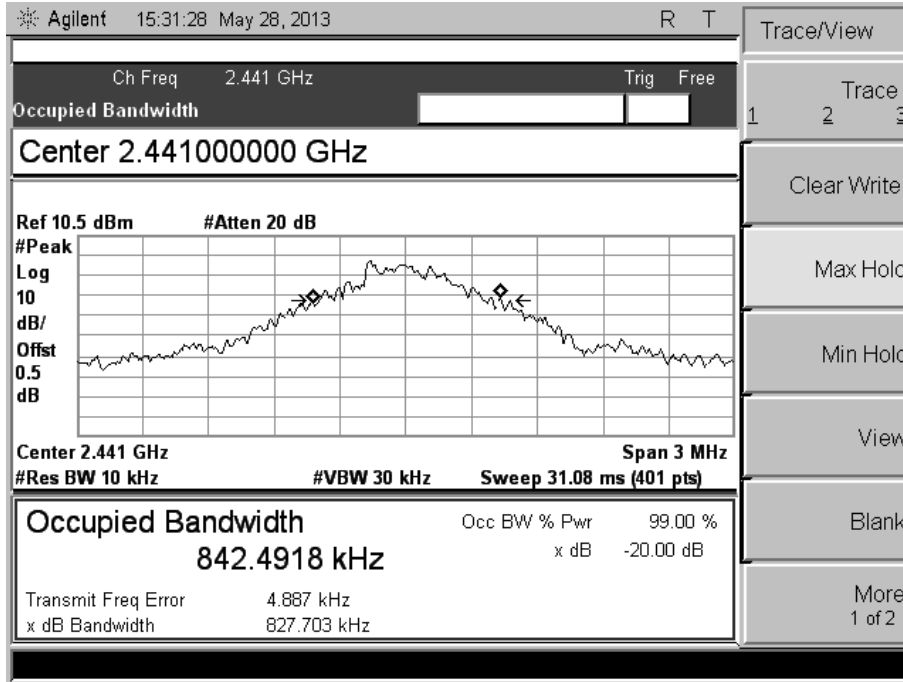 Agilent 15:31:28 May 28, 2013 R T
Ch Freq 2.441 GHz Trig Free
Occupied Bandwidth
Center 2.441000000 GHz
Ref 10.5 dBm #Atten 20 dB
#Peak
Log
10
dB/
Offst
0.5
dB
Center 2.441 GHz Span 3 MHz
#Res BW 10 kHz #VBW 30 kHz Sweep 31.08 ms (401 pts)
Occupied Bandwidth Occ BW % Pwr 99.00 %
842.4918 kHz x dB -20.00 dB
Transmit Freq Error 4.887 kHz
x dB Bandwidth 827.703 kHz
Trace/View
Trace
1 2 3
Clear Write
Max Hold
Min Hold
View
Blank
More
1 of 2